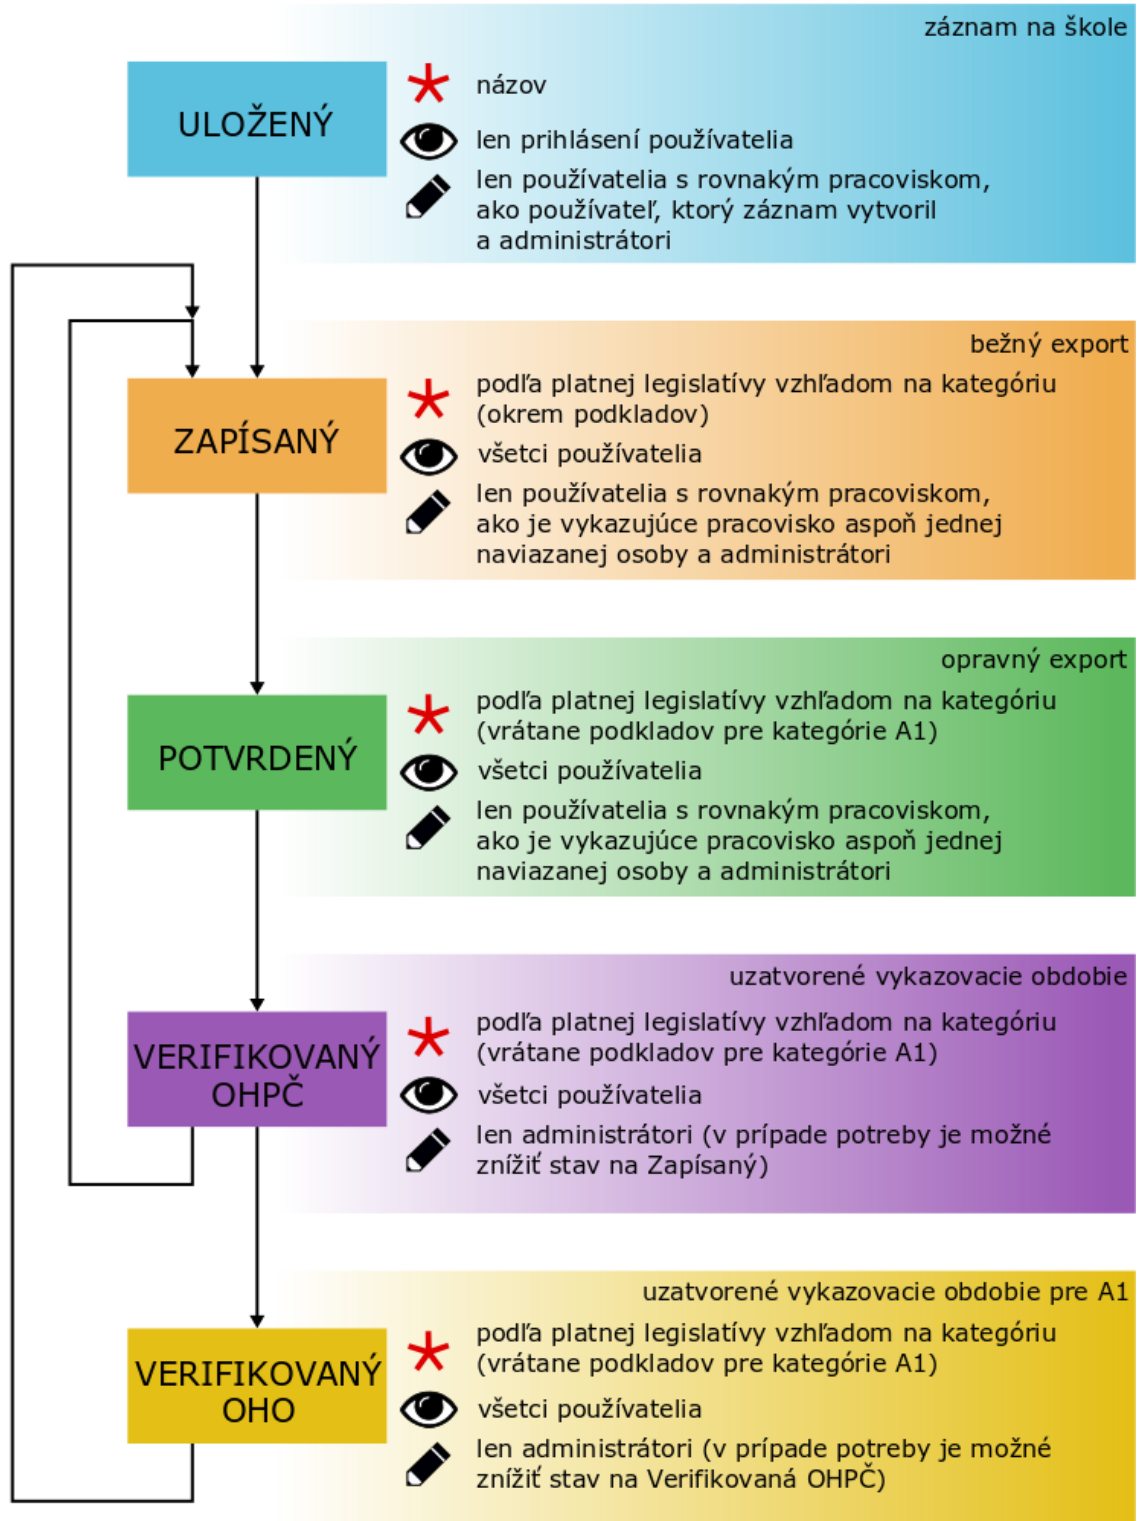 záznam na škole
ULOŽENÝ
názov
len prihlásení používatelia
len používatelia s rovnakým pracoviskom,
ako používateľ, ktorý záznam vytvoril
a administrátori
bežný export
ZAPÍSANÝ
podľa platnej legislatívy vzhľadom na kategóriu
(okrem podkladov)
všetci používatelia
len používatelia s rovnakým pracoviskom,
ako je vykazujúce pracovisko aspoň jednej
naviazanej osoby a administrátori
opravný export
POTVRDENÝ
podľa platnej legislatívy vzhľadom na kategóriu
(vrátane podkladov pre kategórie A1)
všetci používatelia
len používatelia s rovnakým pracoviskom,
ako je vykazujúce pracovisko aspoň jednej
naviazanej osoby a administrátori
uzatvorené vykazovacie obdobie
VERIFIKOVANÝ
OHPČ
podľa platnej legislatívy vzhľadom na kategóriu
(vrátane podkladov pre kategórie A1)
všetci používatelia
len administrátori (v prípade potreby je možné
znížiť stav na Zapísaný)
uzatvorené vykazovacie obdobie pre A1
VERIFIKOVANÝ
OHO
podľa platnej legislatívy vzhľadom na kategóriu
(vrátane podkladov pre kategórie A1)
všetci používatelia
len administrátori (v prípade potreby je možné
znížiť stav na Verifikovaná OHPČ)